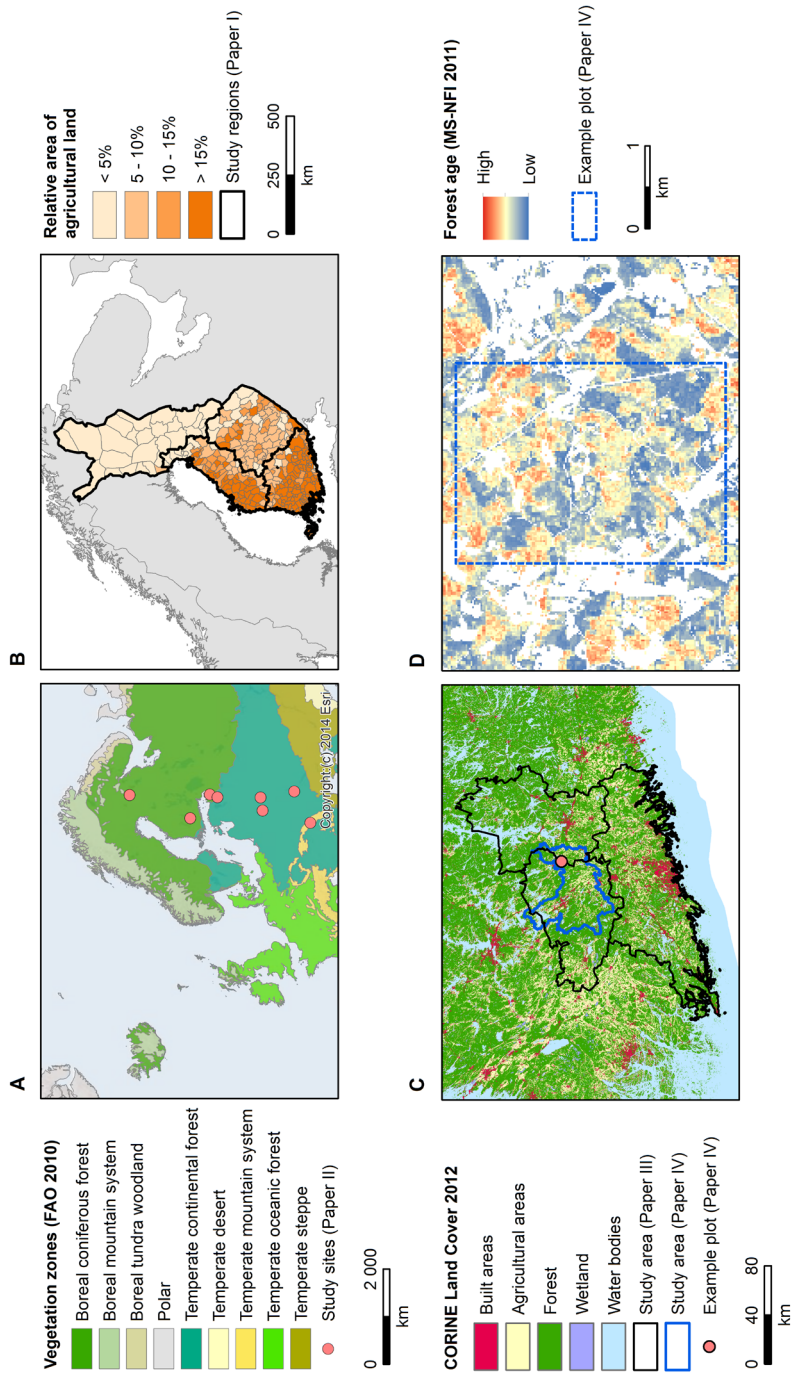 A
Vegetation zones (FAO 2010)
Boreal coniferous forest
Boreal mountain system
Boreal tundra woodland
Polar
Temperate continental forest
Temperate desert
Temperate mountain system
Temperate oceanic forest
Temperate steppe
Study sites (Paper II)
0 2 000
km
Copyright:(c) 2014 Esri
B
Relative area of
agricultural land
< 5%
5 - 10%
10 - 15%
> 15%
Study regions (Paper I)
0 250 500
km
C
CORINE Land Cover 2012
Built areas
Agricultural areas
Forest
Wetland
Water bodies
Study area (Paper III)
Study area (Paper IV)
Example plot (Paper IV)
0 40 80
km
D
Forest age (MS-NFI 2011)
High
Low
Example plot (Paper IV)
0 1
km